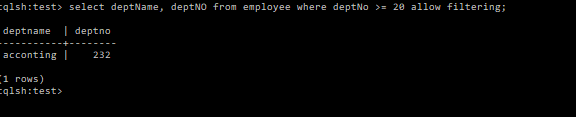 cqlsh:test> select deptName, deptNO from employee where deptNo >= 20 allow filtering;
deptname | deptno
-----------+--------
acconting | 232
(1 rows)
cqlsh:test>